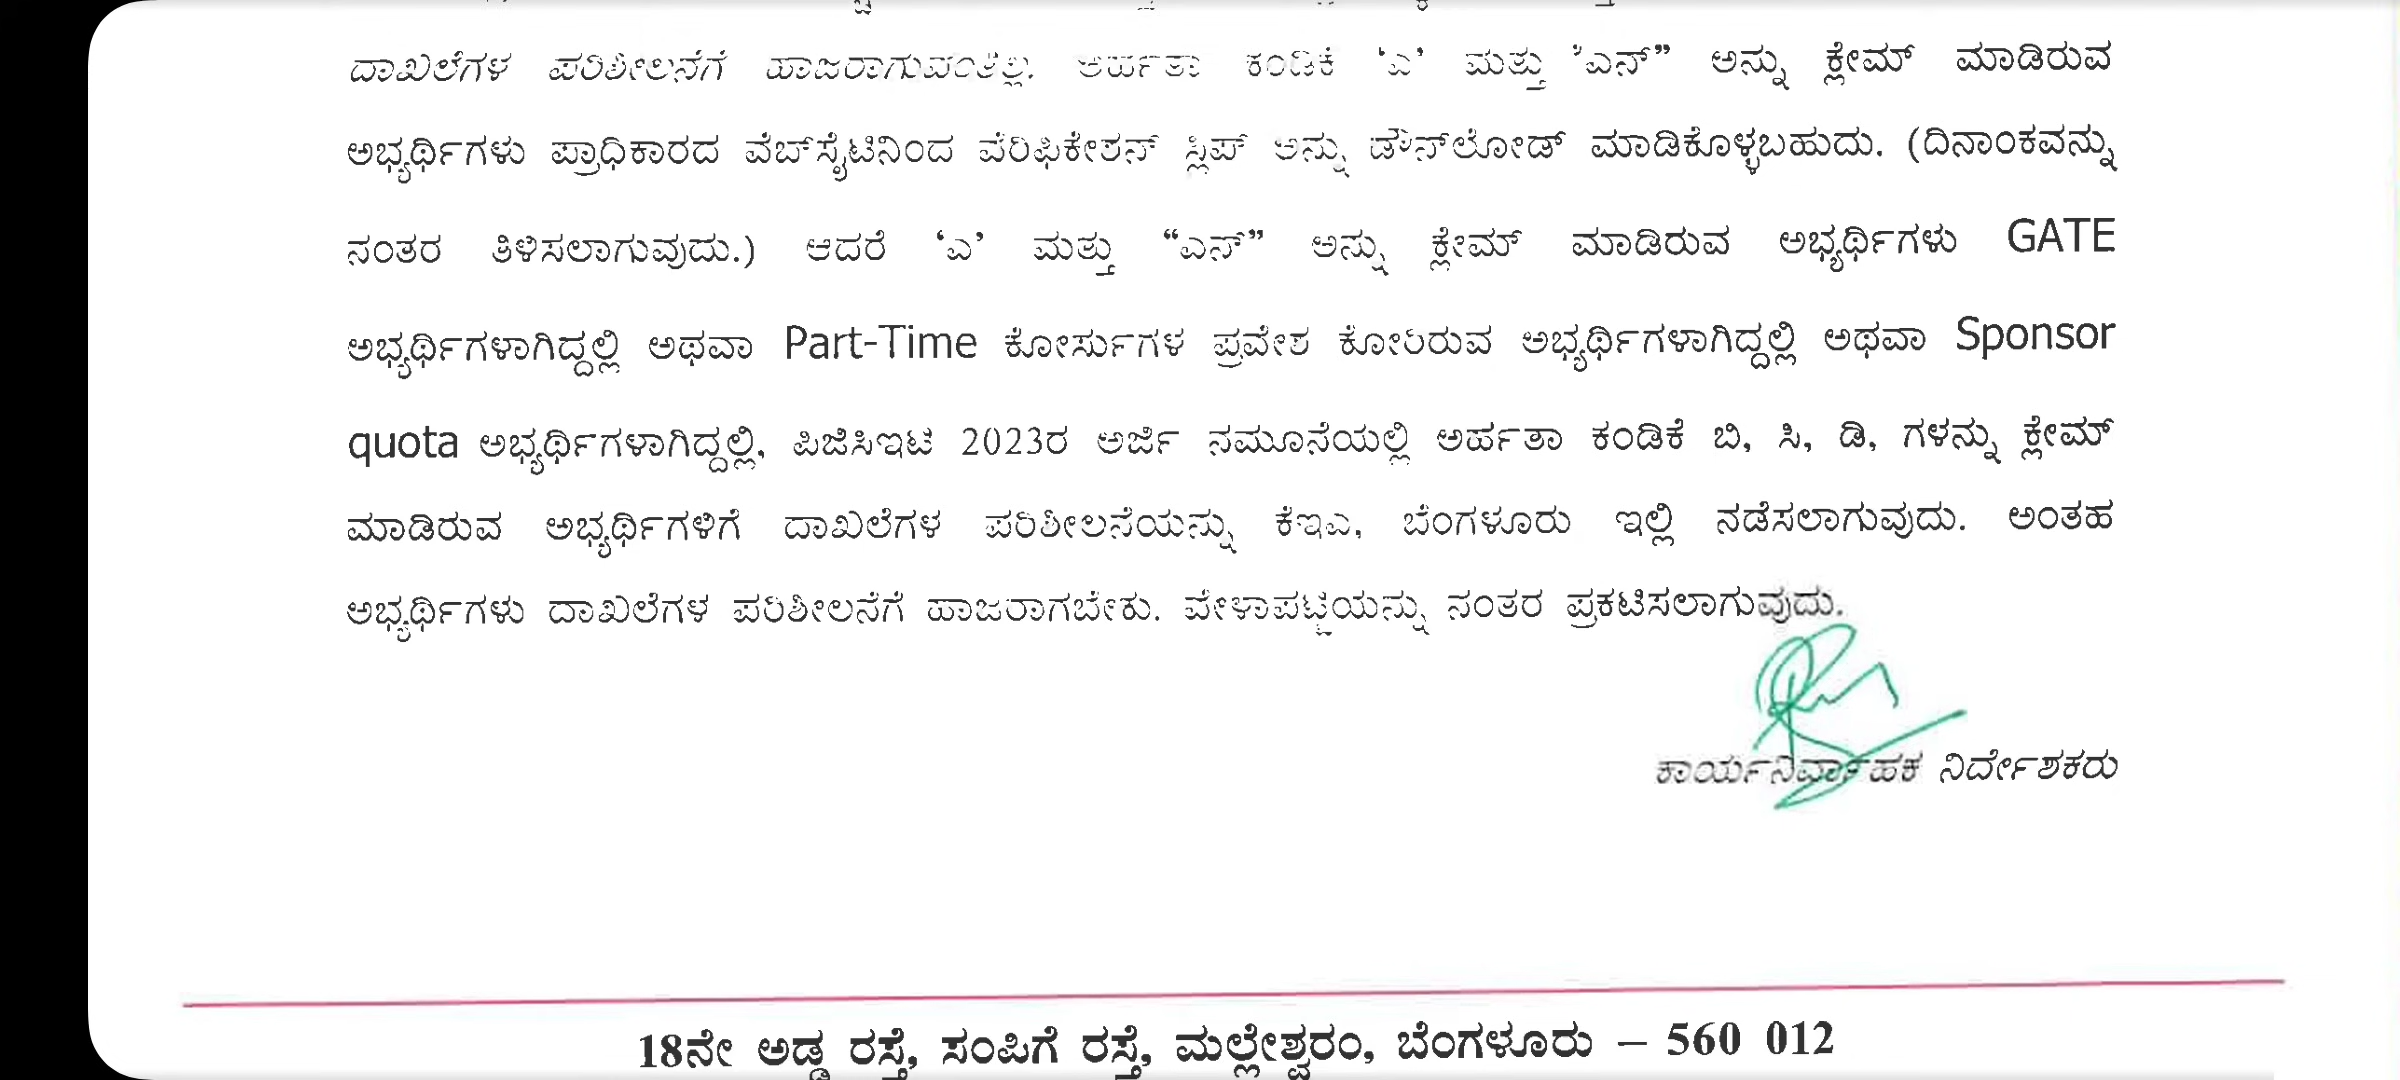 ದಾಖಲೆಗಳ ಪರಿಶೀಲನೆಗೆ ಹಾಜರಾಗುವಂತಿಲ್ಲ. ಅರ್ಹತಾ ಕಂಡಿಕೆ ‘ಎ’ ಮತ್ತು ’ಎನ್” ಅನ್ನು ಕ್ಲೇಮ್ ಮಾಡಿರುವ
ಅಭ್ಯರ್ಥಿಗಳು ಪ್ರಾಧಿಕಾರದ ವೆಬ್‌ಸೈಟಿನಿಂದ ವೆರಿಫಿಕೇಶನ್ ಸ್ಲಿಪ್ ಅನ್ನು ಡೌನ್‌ಲೋಡ್ ಮಾಡಿಕೊಳ್ಳಬಹುದು. (ದಿನಾಂಕವನ್ನು
ನಂತರ ತಿಳಿಸಲಾಗುವುದು.) ಆದರೆ ‘ಎ’ ಮತ್ತು “ಎನ್” ಅನ್ನು ಕ್ಲೇಮ್ ಮಾಡಿರುವ ಅಭ್ಯರ್ಥಿಗಳು GATE
ಅಭ್ಯರ್ಥಿಗಳಾಗಿದ್ದಲ್ಲಿ ಅಥವಾ Part-Time ಕೋರ್ಸುಗಳ ಪ್ರವೇಶ ಕೋರಿರುವ ಅಭ್ಯರ್ಥಿಗಳಾಗಿದ್ದಲ್ಲಿ ಅಥವಾ Sponsor
quota ಅಭ್ಯರ್ಥಿಗಳಾಗಿದ್ದಲ್ಲಿ, ಪಿಜಿಸಿಇಟಿ 2023ರ ಅರ್ಜಿ ನಮೂನೆಯಲ್ಲಿ ಅರ್ಹತಾ ಕಂಡಿಕೆ ಬಿ, ಸಿ, ಡಿ, ಗಳನ್ನು ಕ್ಲೇಮ್
ಮಾಡಿರುವ ಅಭ್ಯರ್ಥಿಗಳಿಗೆ ದಾಖಲೆಗಳ ಪರಿಶೀಲನೆಯನ್ನು ಕೆಇಎ, ಬೆಂಗಳೂರು ಇಲ್ಲಿ ನಡೆಸಲಾಗುವುದು. ಅಂತಹ
ಅಭ್ಯರ್ಥಿಗಳು ದಾಖಲೆಗಳ ಪರಿಶೀಲನೆಗೆ ಹಾಜರಾಗಬೇಕು. ವೇಳಾಪಟ್ಟಿಯನ್ನು ನಂತರ ಪ್ರಕಟಿಸಲಾಗುವುದು.
ಕಾರ್ಯನಿರ್ವಾಹಕ ನಿರ್ದೇಶಕರು
18ನೇ ಅಡ್ಡ ರಸ್ತೆ, ಸಂಪಿಗೆ ರಸ್ತೆ, ಮಲ್ಲೇಶ್ವರಂ, ಬೆಂಗಳೂರು – 560 012